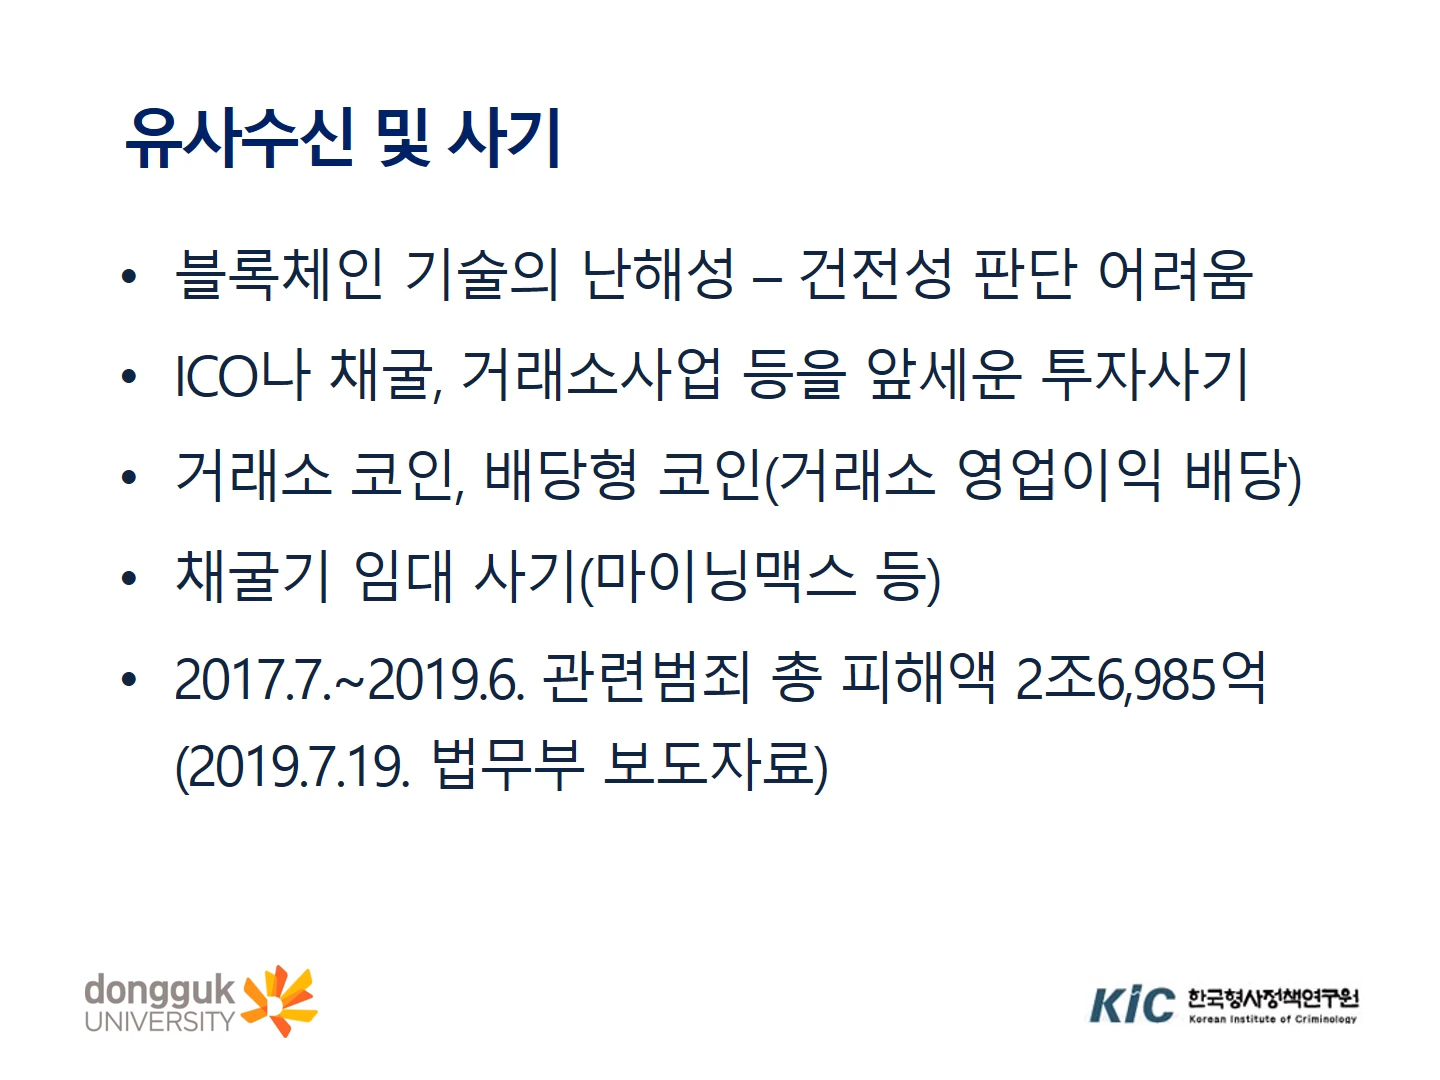 유사수신 및 사기
• 블록체인 기술의 난해성 – 건전성 판단 어려움
• ICO나 채굴, 거래소사업 등을 앞세운 투자사기
• 거래소 코인, 배당형 코인(거래소 영업이익 배당)
• 채굴기 임대 사기(마이닝맥스 등)
• 2017.7.~2019.6. 관련범죄 총 피해액 2조6,985억
(2019.7.19. 법무부 보도자료)
dongguk
UNIVERSITY
KIC 한국형사정책연구원
Korean Institute of Criminology